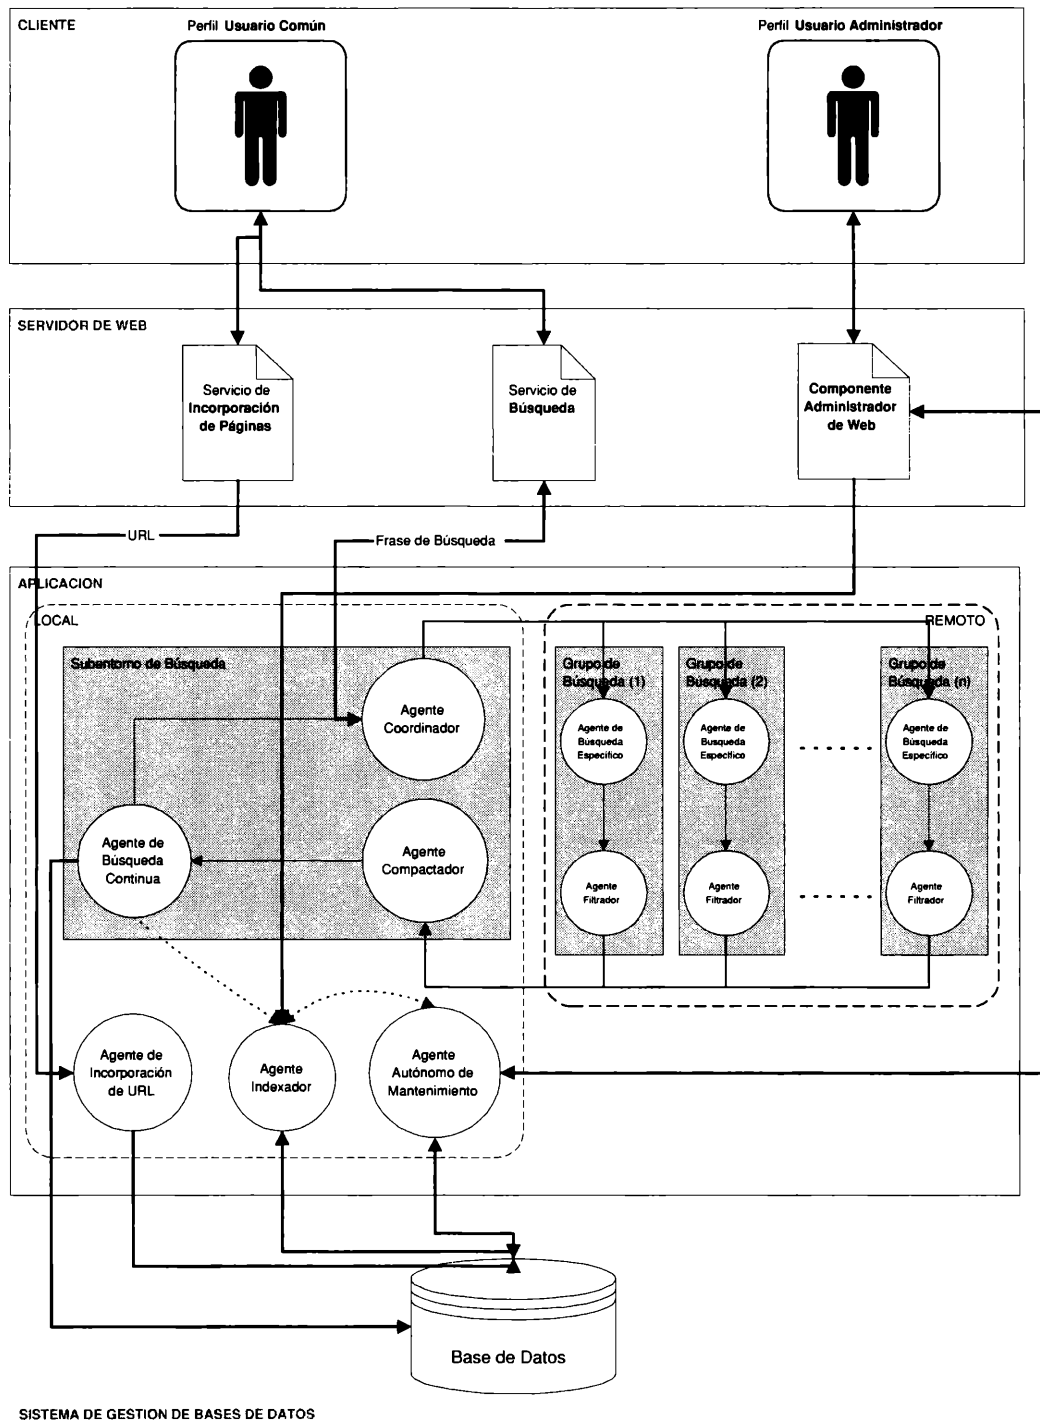 CLIENTE
Perfil Usuario Común
Perfil Usuario Administrador
SERVIDOR DE WEB
Servicio de
Incorporación
de Páginas
Servicio de
Búsqueda
Componente
Administrador
de Web
URL
Frase de Búsqueda
APLICACION
LOCAL
REMOTO
Subentorno de Búsqueda
Grupo de
Búsqueda (1)
Grupo de
Búsqueda (2)
Grupo de
Búsqueda (n)
Agente
Coordinador
Agente de
Búsqueda
Específico
Agente de
Búsqueda
Específico
Agente de
Búsqueda
Específico
Agente de
Búsqueda
Continua
Agente
Compactador
Agente
Filtrador
Agente
Filtrador
Agente
Filtrador
Agente de
Incorporación
de URL
Agente
Indexador
Agente
Autónomo de
Mantenimiento
Base de Datos
SISTEMA DE GESTION DE BASES DE DATOS